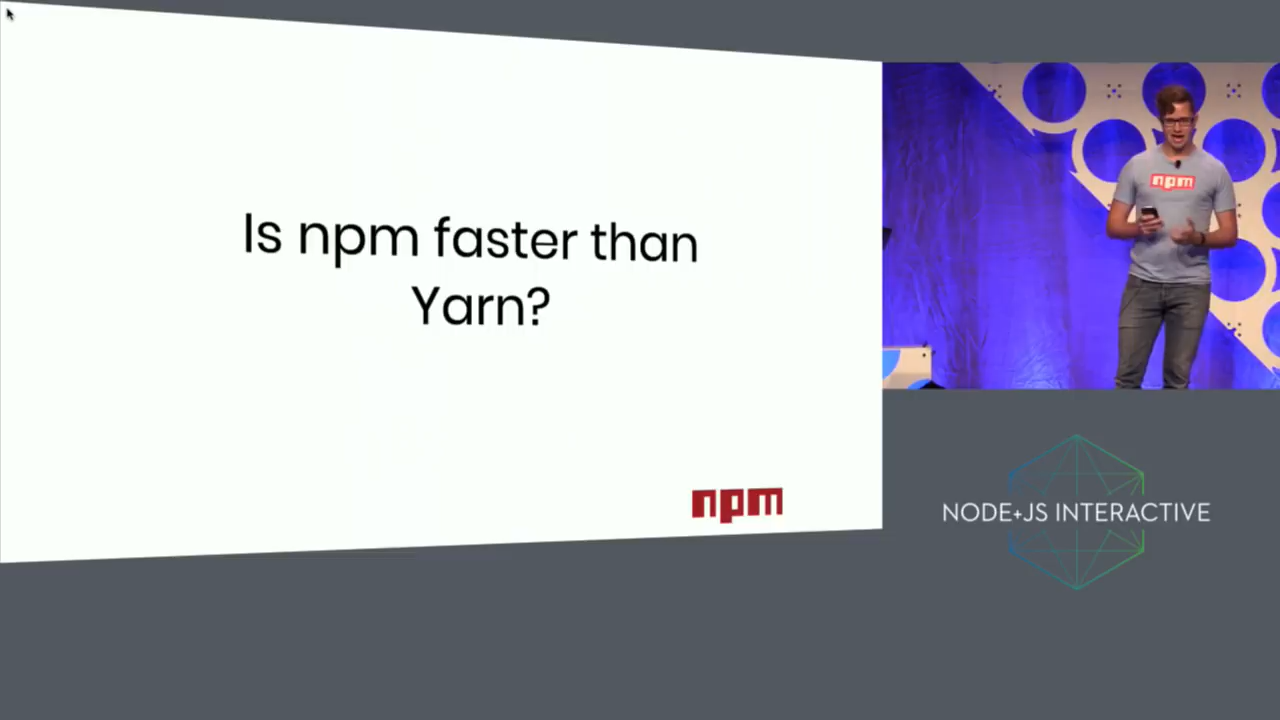 Is npm faster than
Yarn?
npm
npm
NODE+JS INTERACTIVE